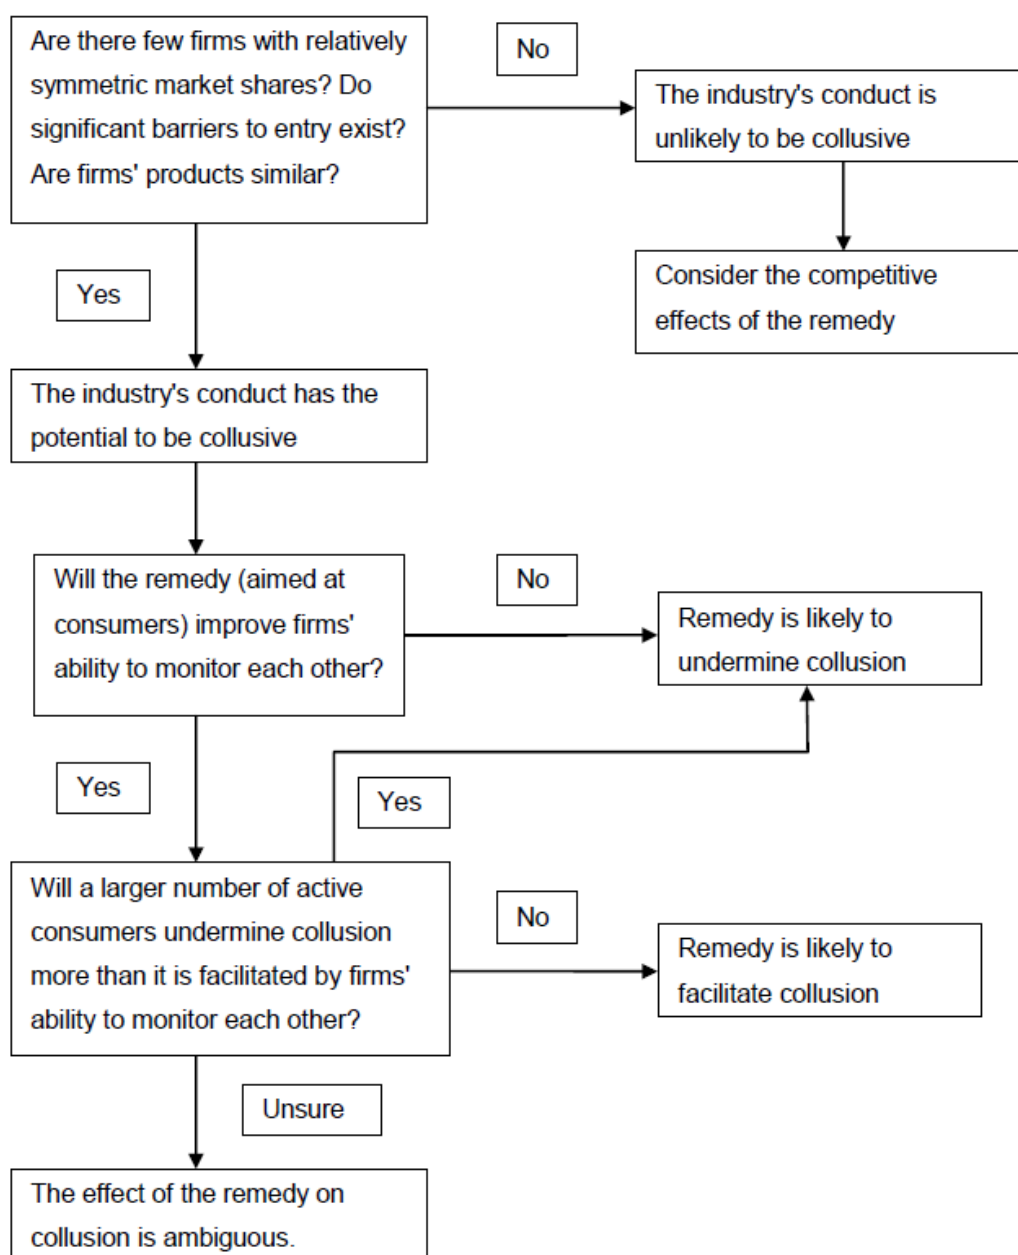 Are there few firms with relatively
symmetric market shares? Do
significant barriers to entry exist?
Are firms' products similar?
No
The industry's conduct is
unlikely to be collusive
Consider the competitive
effects of the remedy
Yes
The industry's conduct has the
potential to be collusive
Will the remedy (aimed at
consumers) improve firms'
ability to monitor each other?
No
Remedy is likely to
undermine collusion
Yes
Yes
Will a larger number of active
consumers undermine collusion
more than it is facilitated by firms'
ability to monitor each other?
No
Remedy is likely to
facilitate collusion
Unsure
The effect of the remedy on
collusion is ambiguous.